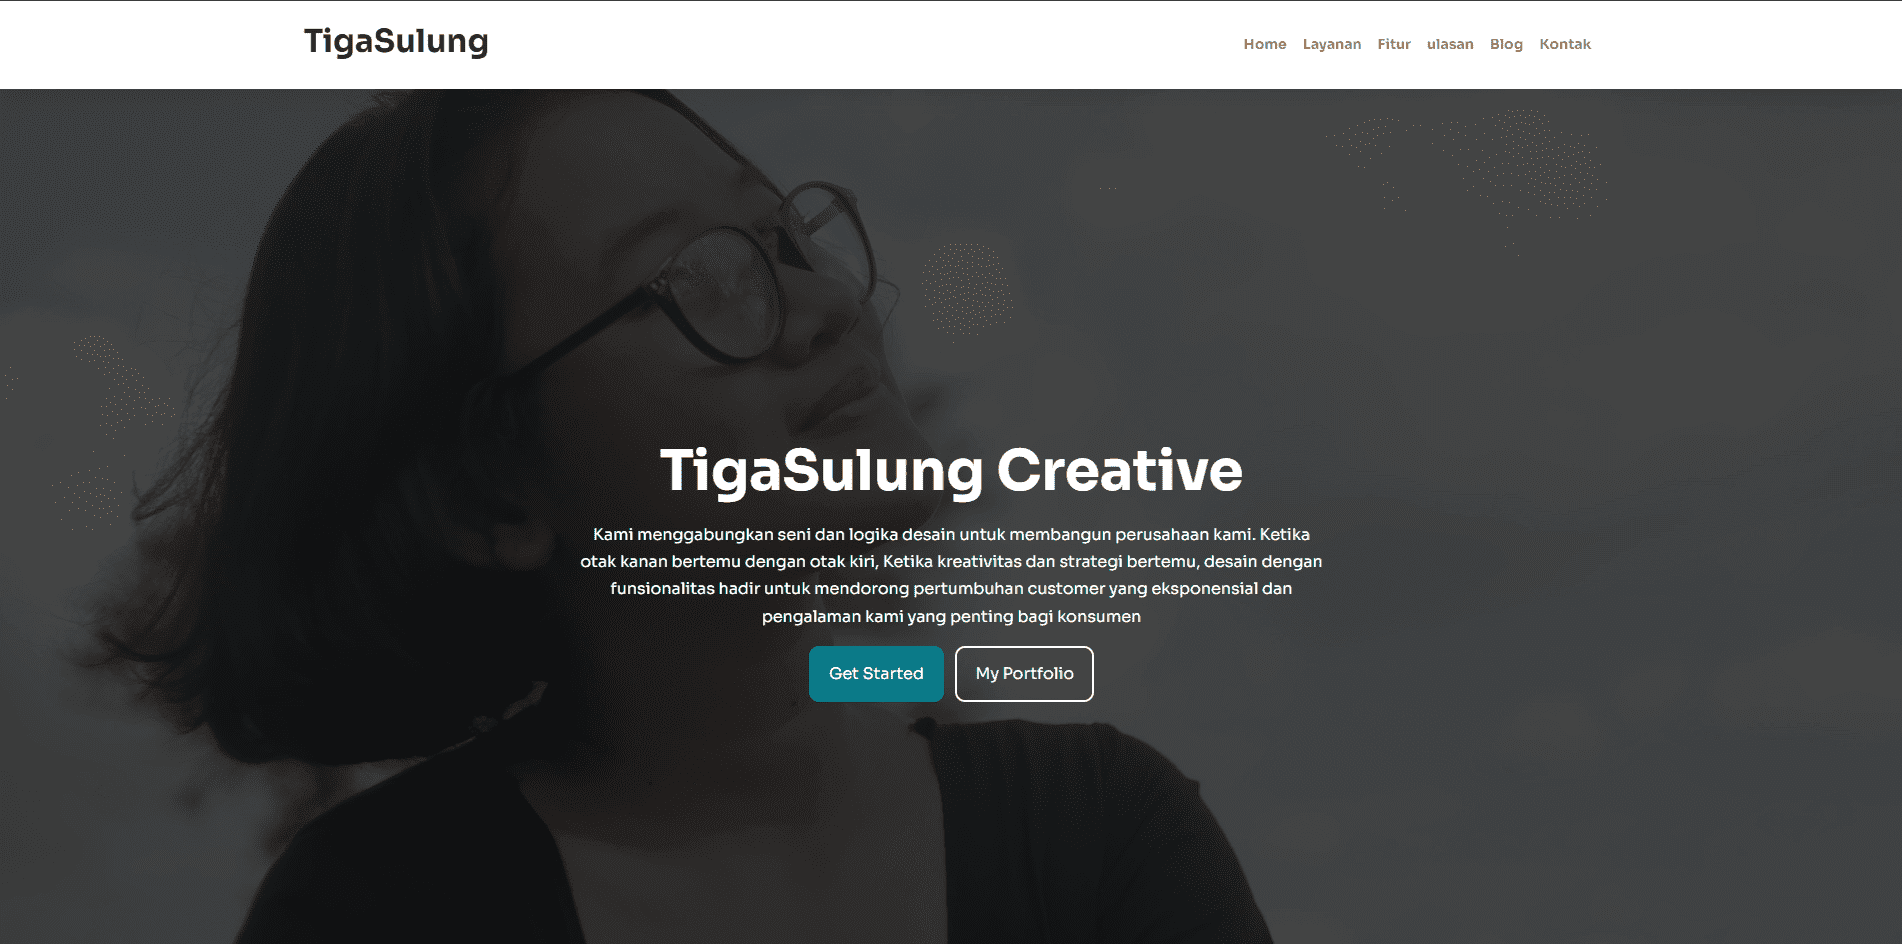 TigaSulung
Home Layanan Fitur ulasan Blog Kontak
TigaSulung Creative
Kami menggabungkan seni dan logika desain untuk membangun perusahaan kami. Ketika
otak kanan bertemu dengan otak kiri, Ketika kreativitas dan strategi bertemu, desain dengan
funsionalitas hadir untuk mendorong pertumbuhan customer yang eksponensial dan
pengalaman kami yang penting bagi konsumen
Get Started
My Portfolio